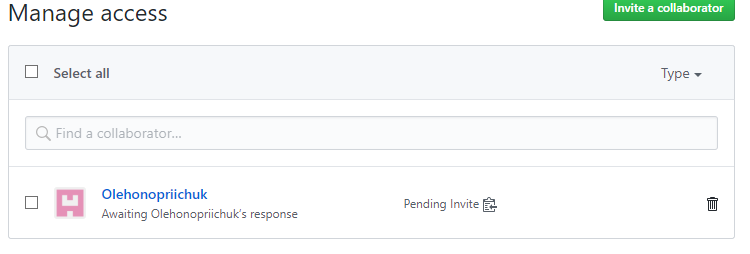 Manage access
Invite a collaborator
Select all
Type
Find a collaborator...
Olehonopriichuk
Awaiting Olehonopriichuk's response
Pending Invite